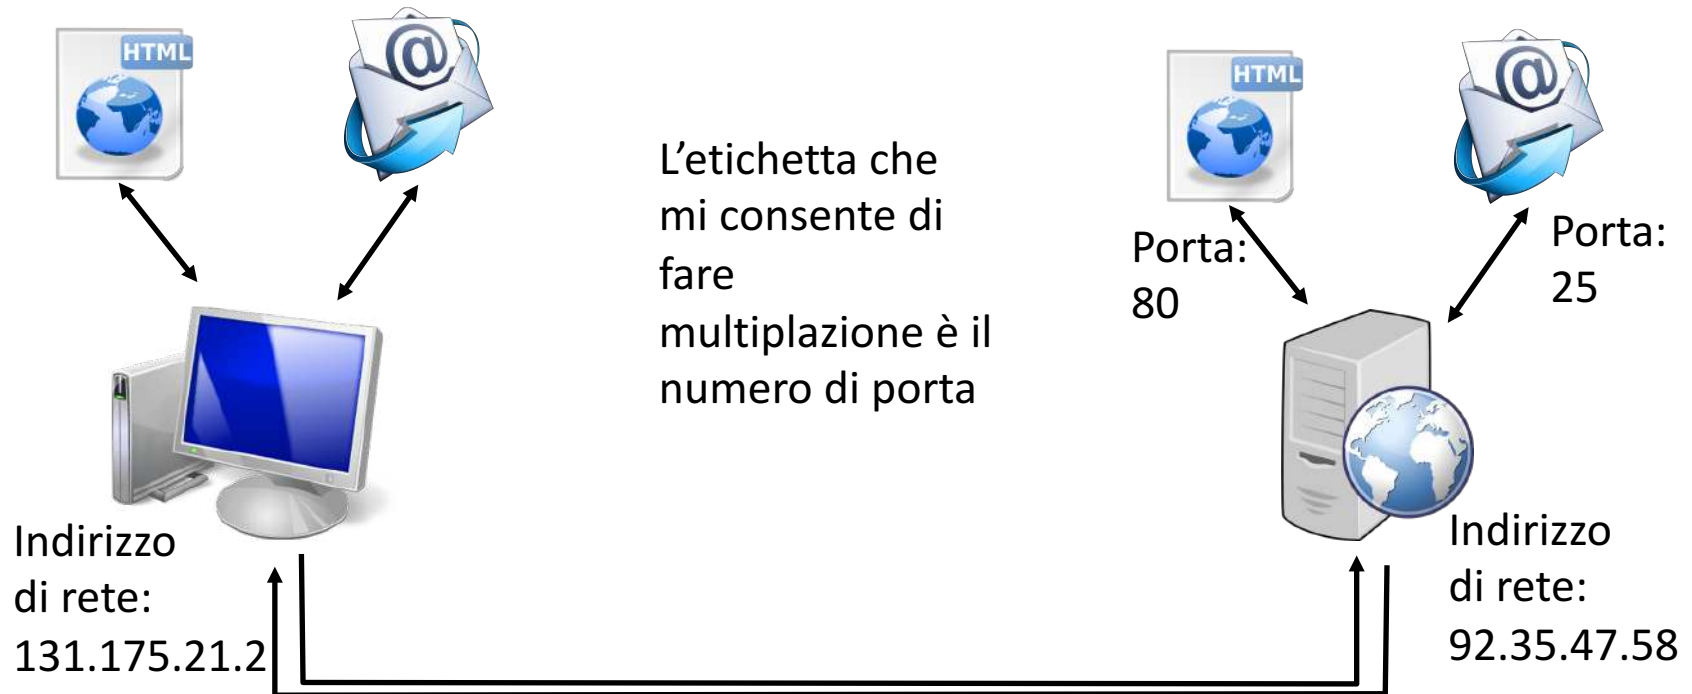 HTML
@
HTML
@
L’etichetta che
mi consente di
fare
multiplazione è il
numero di porta
Porta:
80
Porta:
25
Indirizzo
di rete:
131.175.21.2
Indirizzo
di rete:
92.35.47.58